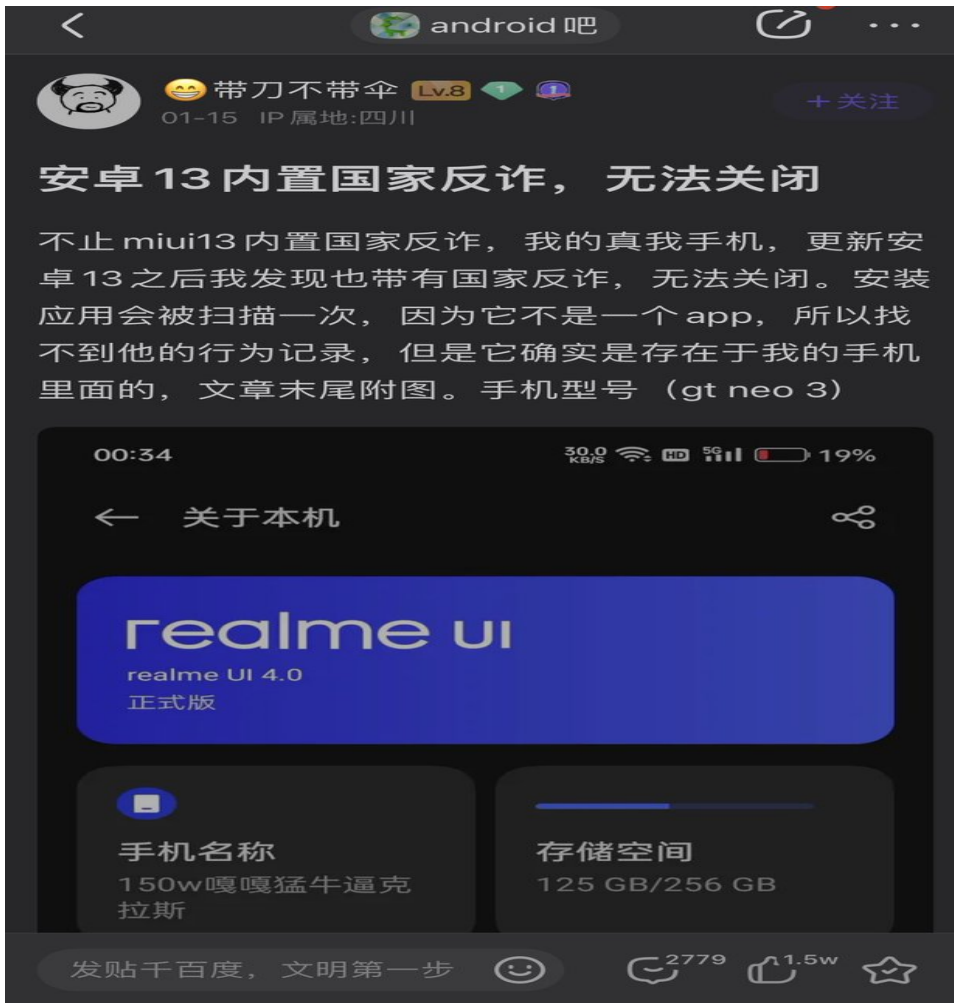 android吧
😁带刀不带伞 Lv.8 1 1
01-15 IP属地:四川
+关注
安卓13内置国家反诈，无法关闭
不止miui13内置国家反诈，我的真我手机，更新安
卓13之后我发现也带有国家反诈，无法关闭。安装
应用会被扫描一次，因为它不是一个app，所以找
不到他的行为记录，但是它确实是存在于我的手机
里面的，文章末尾附图。手机型号（gt neo 3）
00:34 30.0 KB/S HD 5G 19%
← 关于本机
realme UI
realme UI 4.0
正式版
手机名称
150w嘎嘎猛牛逼克
拉斯
存储空间
125 GB/256 GB
发贴千百度，文明第一步 2779 1.5w